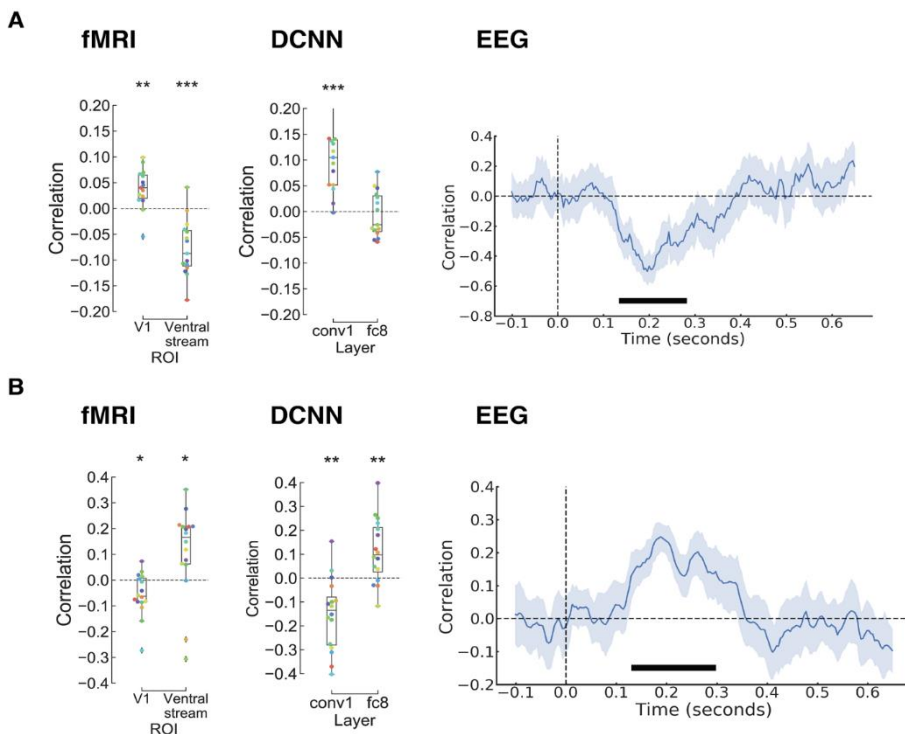 A
fMRI
DCNN
EEG
** ***
***
Correlation
0.20
0.15
0.10
0.05
0.00
−0.05
−0.10
−0.15
−0.20
V1
Ventral
stream
ROI
Correlation
0.20
0.15
0.10
0.05
0.00
−0.05
−0.10
−0.15
−0.20
conv1 fc8
Layer
Correlation
0.4
0.2
0.0
−0.2
−0.4
−0.6
−0.8
−0.1 0.0 0.1 0.2 0.3 0.4 0.5 0.6
Time (seconds)
B
fMRI
DCNN
EEG
* *
** **
Correlation
0.4
0.3
0.2
0.1
0.0
−0.1
−0.2
−0.3
−0.4
V1
Ventral
stream
ROI
Correlation
0.4
0.3
0.2
0.1
0.0
−0.1
−0.2
−0.3
−0.4
conv1 fc8
Layer
Correlation
0.4
0.3
0.2
0.1
0.0
−0.1
−0.2
−0.1 0.0 0.1 0.2 0.3 0.4 0.5 0.6
Time (seconds)